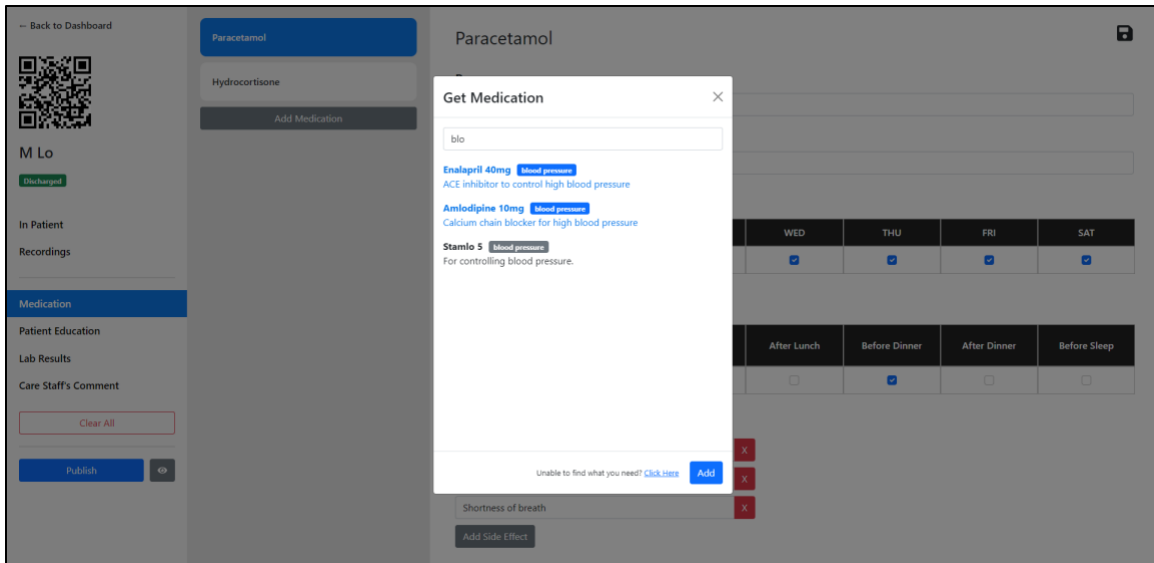 ← Back to Dashboard
M Lo
Discharged
In Patient
Recordings
Medication
Patient Education
Lab Results
Care Staff's Comment
Clear All
Publish
Paracetamol
Hydrocortisone
Add Medication
Paracetamol
Get Medication
blo
Enalapril 40mg blood pressure
ACE inhibitor to control high blood pressure
Amlodipine 10mg blood pressure
Calcium chain blocker for high blood pressure
Stamlo 5 blood pressure
For controlling blood pressure.
Unable to find what you need? Click Here Add
WED THU FRI SAT
After Lunch Before Dinner After Dinner Before Sleep
X
X
Shortness of breath X
Add Side Effect